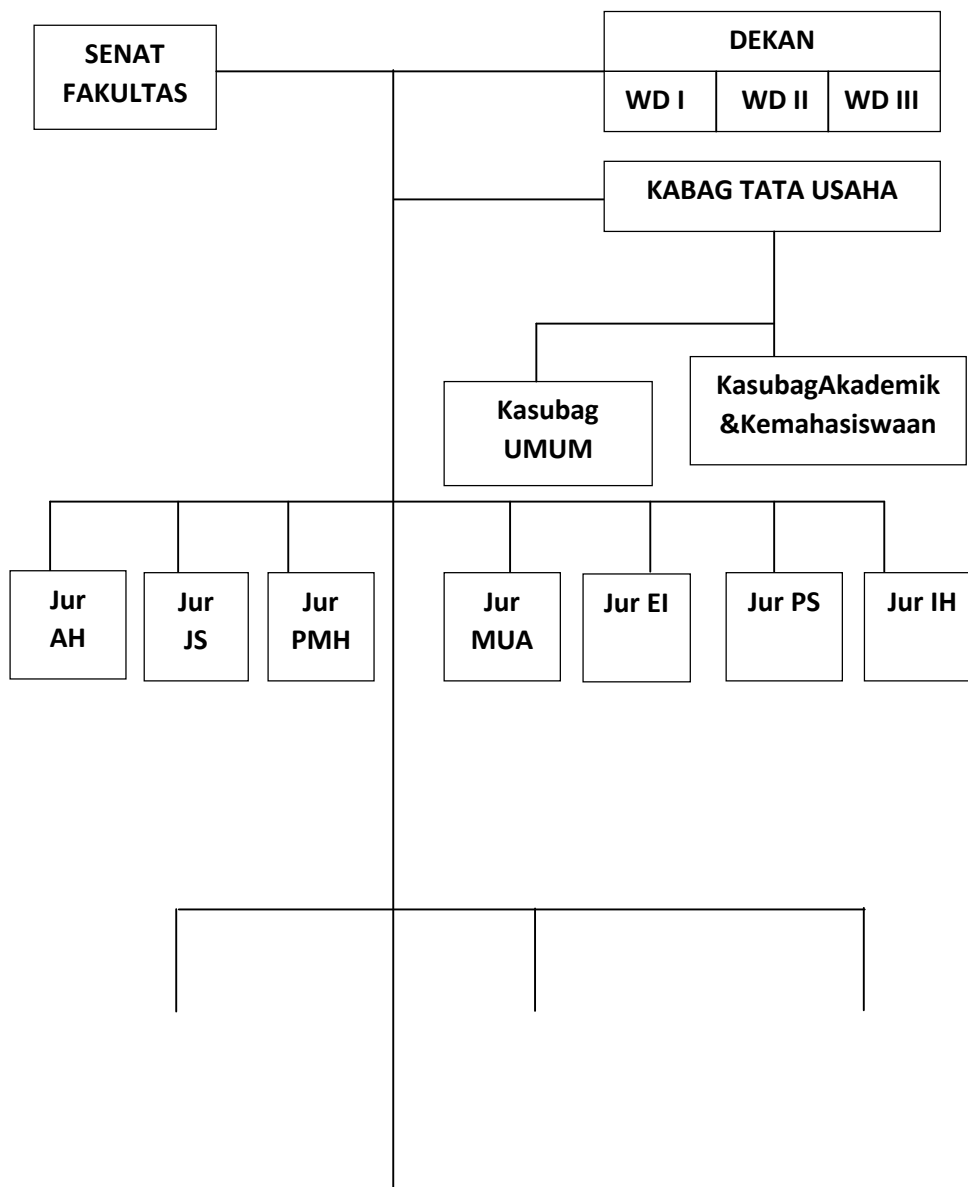 SENAT
FAKULTAS
DEKAN
WD I
WD II
WD III
KABAG TATA USAHA
Kasubag
UMUM
KasubagAkademik
&Kemahasiswaan
Jur
AH
Jur
JS
Jur
PMH
Jur
MUA
Jur EI
Jur PS
Jur IH